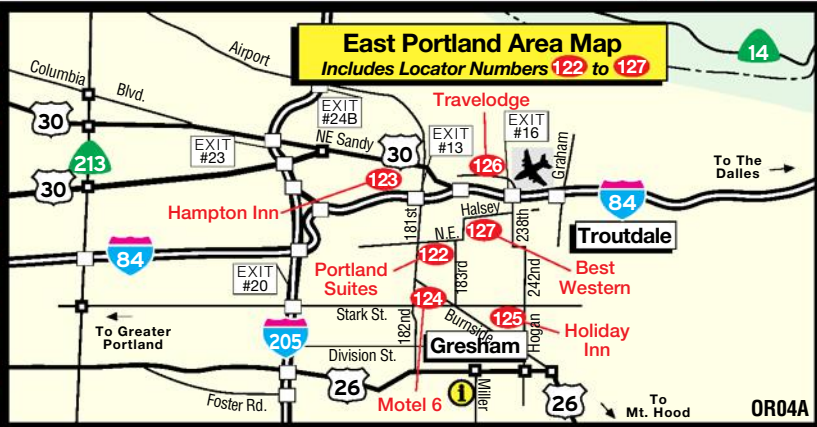 East Portland Area Map
Includes Locator Numbers 122 to 127
14
Airport
Columbia
Blvd.
30
213
30
EXIT
#24B
EXIT
#23
NE Sandy
30
EXIT
#13
Travelodge
126
EXIT
#16
Graham
To The
Dalles
84
Troutdale
Hampton Inn
123
181st
Halsey
N.E.
127
238th
84
EXIT
#20
Portland
Suites
122
183rd
Best
Western
242nd
124
Stark St.
Burnside
125
Holiday
Inn
Hogan
To Greater
Portland
205
182nd
Division St.
Gresham
26
Foster Rd.
Motel 6
i
Miller
26
To
Mt. Hood
OR04A